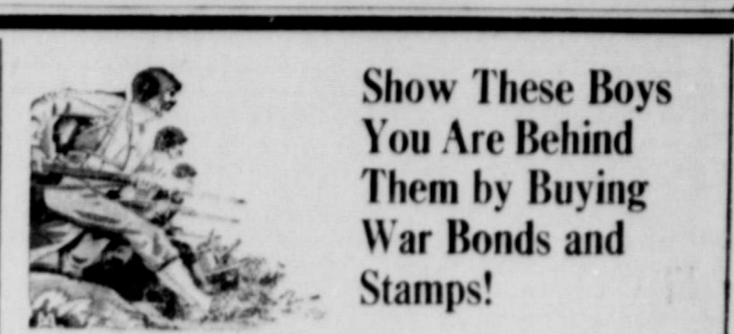 Show These Boys
You Are Behind
Them by Buying
War Bonds and
Stamps!